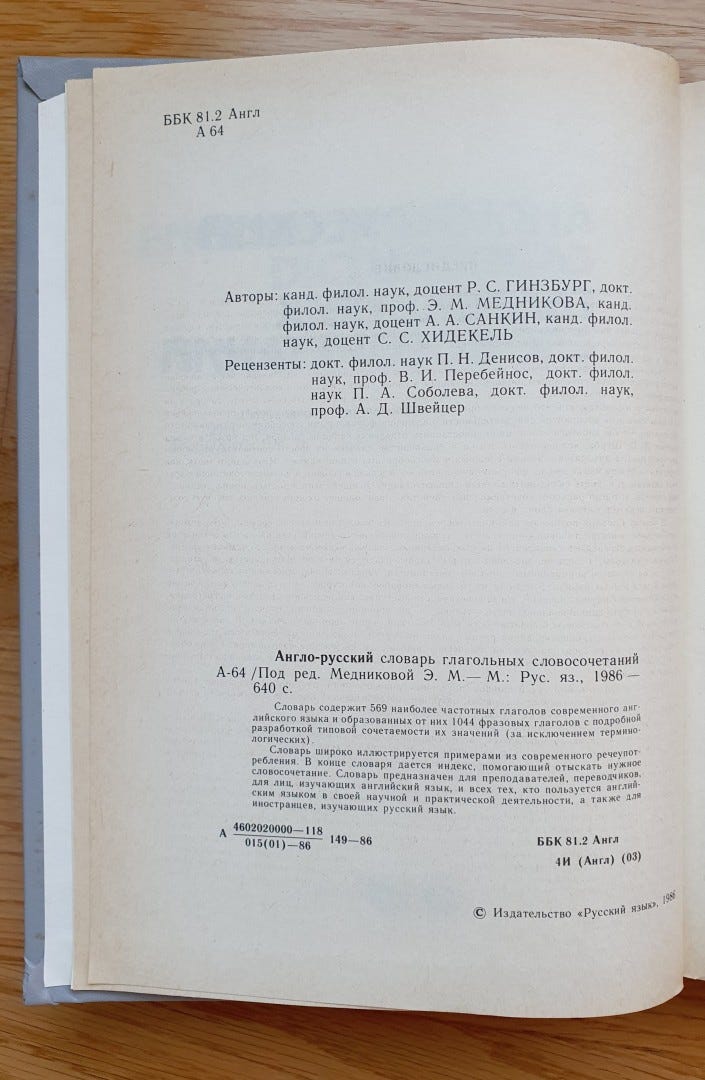 ББК 81.2 Англ
А 64
Авторы: канд. филол. наук, доцент Р. С. ГИНЗБУРГ, докт.
филол. наук, проф. Э. М. МЕДНИКОВА, канд.
филол. наук, доцент А. А. САНКИН, канд. филол.
наук, доцент С. С. ХИДЕКЕЛЬ
Рецензенты: докт. филол. наук П. Н. Денисов, докт. филол.
наук, проф. В. И. Перебейнос, докт. филол.
наук П. А. Соболева, докт. филол. наук,
проф. А. Д. Швейцер
Англо-русский словарь глагольных словосочетаний
А-64 /Под ред. Медниковой Э. М.— М.: Рус. яз., 1986 —
640 с.
Словарь содержит 569 наиболее частотных глаголов современного анг-
лийского языка и образованных от них 1044 фразовых глаголов с подробной
разработкой типовой сочетаемости их значений (за исключением термино-
логических).
Словарь широко иллюстрируется примерами из современного речеупот-
ребления. В конце словаря дается индекс, помогающий отыскать нужное
словосочетание. Словарь предназначен для преподавателей, переводчиков,
для лиц, изучающих английский язык, и всех тех, кто пользуется англий-
ским языком в своей научной и практической деятельности, а также для
иностранцев, изучающих русский язык.
А 4602020000—118
015(01)—86 149—86
ББК 81.2 Англ
4И (Англ) (03)
© Издательство «Русский язык», 1986